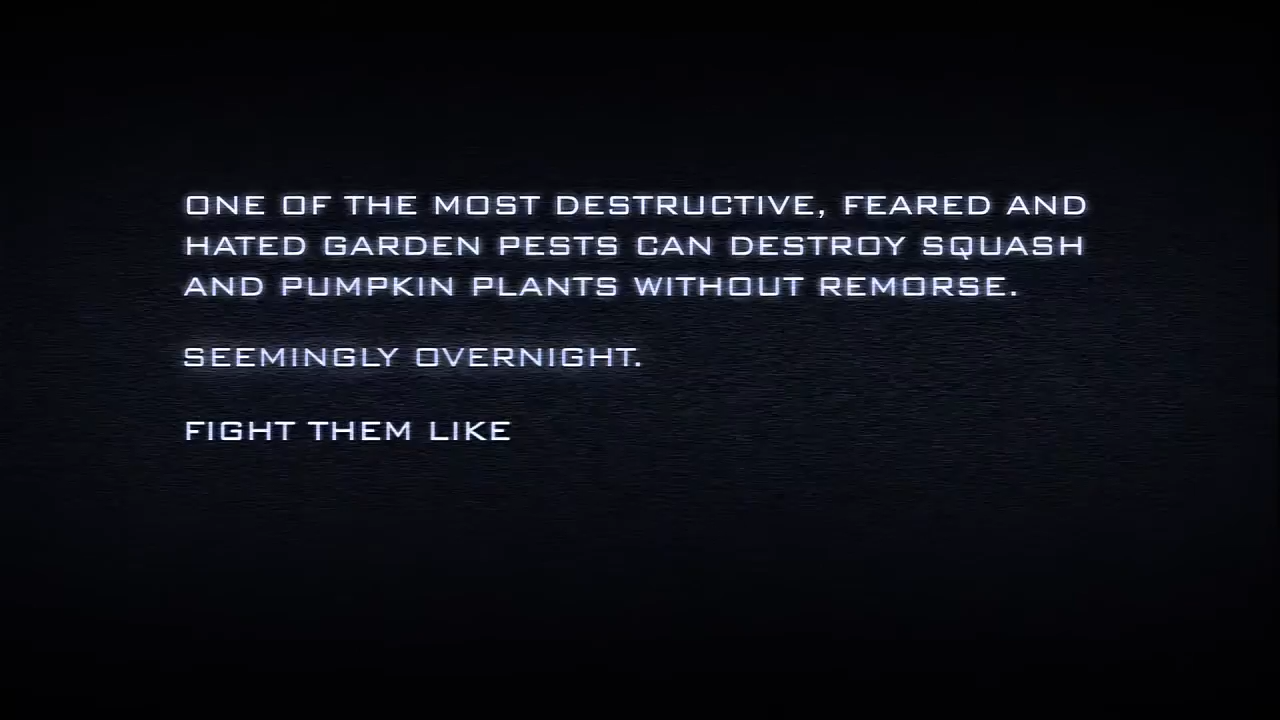 ONE OF THE MOST DESTRUCTIVE, FEARED AND
HATED GARDEN PESTS CAN DESTROY SQUASH
AND PUMPKIN PLANTS WITHOUT REMORSE.
SEEMINGLY OVERNIGHT.
FIGHT THEM LIKE